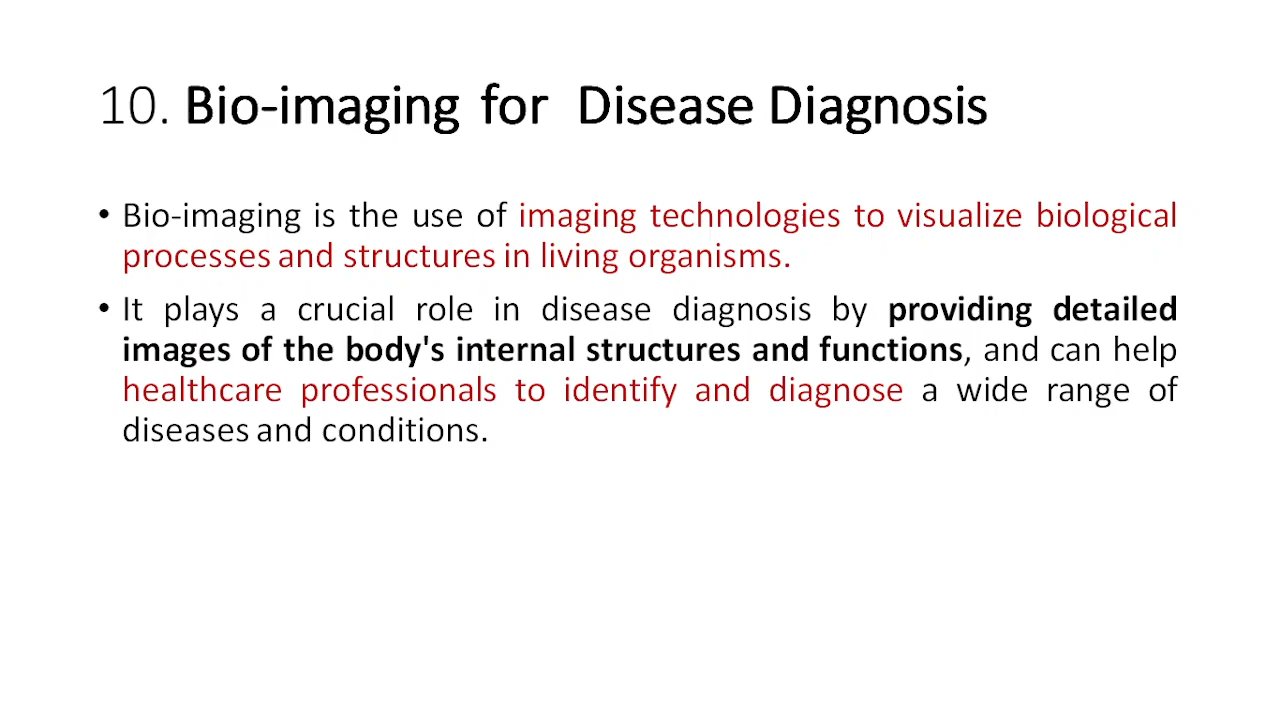 10. Bio-imaging for Disease Diagnosis
• Bio-imaging is the use of imaging technologies to visualize biological
processes and structures in living organisms.
• It plays a crucial role in disease diagnosis by providing detailed
images of the body's internal structures and functions, and can help
healthcare professionals to identify and diagnose a wide range of
diseases and conditions.